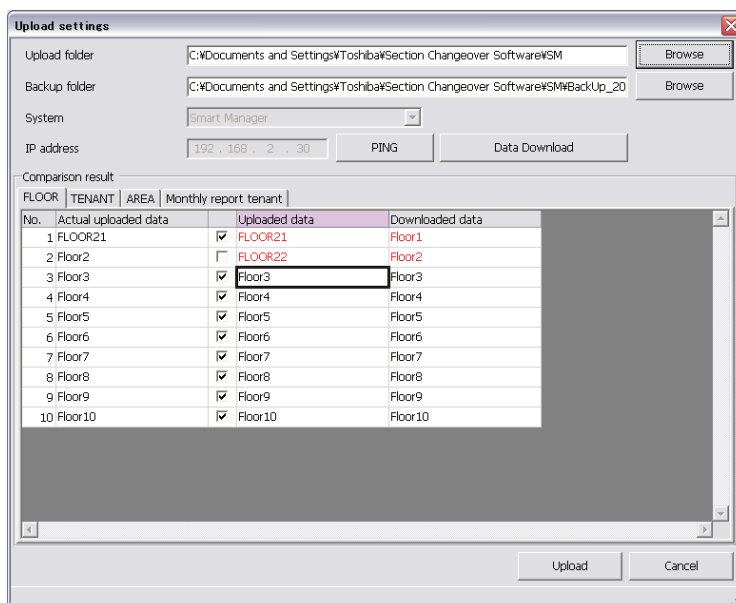 Upload settings
Upload folder C:¥Documents and Settings¥Toshiba¥Section Changeover Software¥SM Browse
Backup folder C:¥Documents and Settings¥Toshiba¥Section Changeover Software¥SM¥BackUp_20 Browse
System Smart Manager
IP address 192 . 168 . 2 . 30 PING Data Download
Comparison result
FLOOR TENANT AREA Monthly report tenant
No. Actual uploaded data Uploaded data Downloaded data
1 FLOOR21 FLOOR21 Floor1
2 Floor2 FLOOR22 Floor2
3 Floor3 Floor3 Floor3
4 Floor4 Floor4 Floor4
5 Floor5 Floor5 Floor5
6 Floor6 Floor6 Floor6
7 Floor7 Floor7 Floor7
8 Floor8 Floor8 Floor8
9 Floor9 Floor9 Floor9
10 Floor10 Floor10 Floor10
Upload Cancel